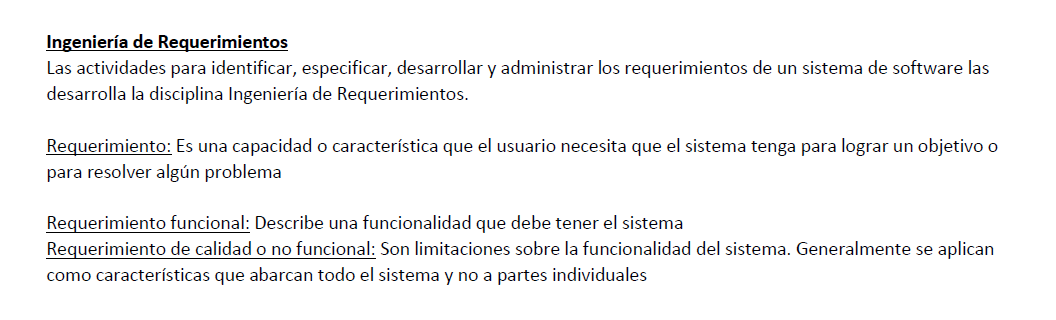 Ingeniería de Requerimientos
Las actividades para identificar, especificar, desarrollar y administrar los requerimientos de un sistema de software las
desarrolla la disciplina Ingeniería de Requerimientos.
Requerimiento: Es una capacidad o característica que el usuario necesita que el sistema tenga para lograr un objetivo o
para resolver algún problema
Requerimiento funcional: Describe una funcionalidad que debe tener el sistema
Requerimiento de calidad o no funcional: Son limitaciones sobre la funcionalidad del sistema. Generalmente se aplican
como características que abarcan todo el sistema y no a partes individuales